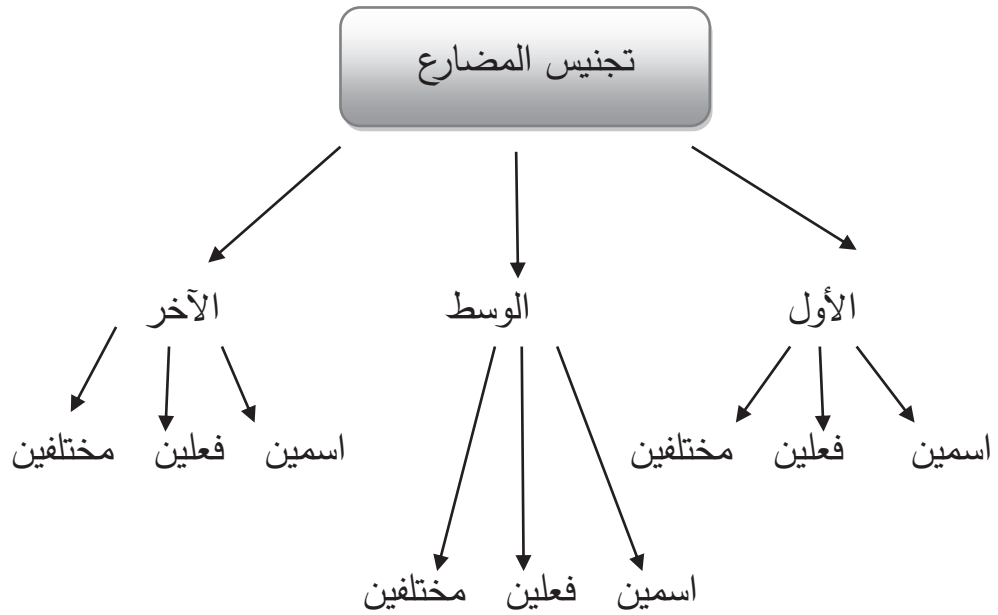 تجنيس المضارع
الأول الوسط الآخر
اسمين فعلين مختلفين اسمين فعلين مختلفين
اسمين فعلين مختلفين